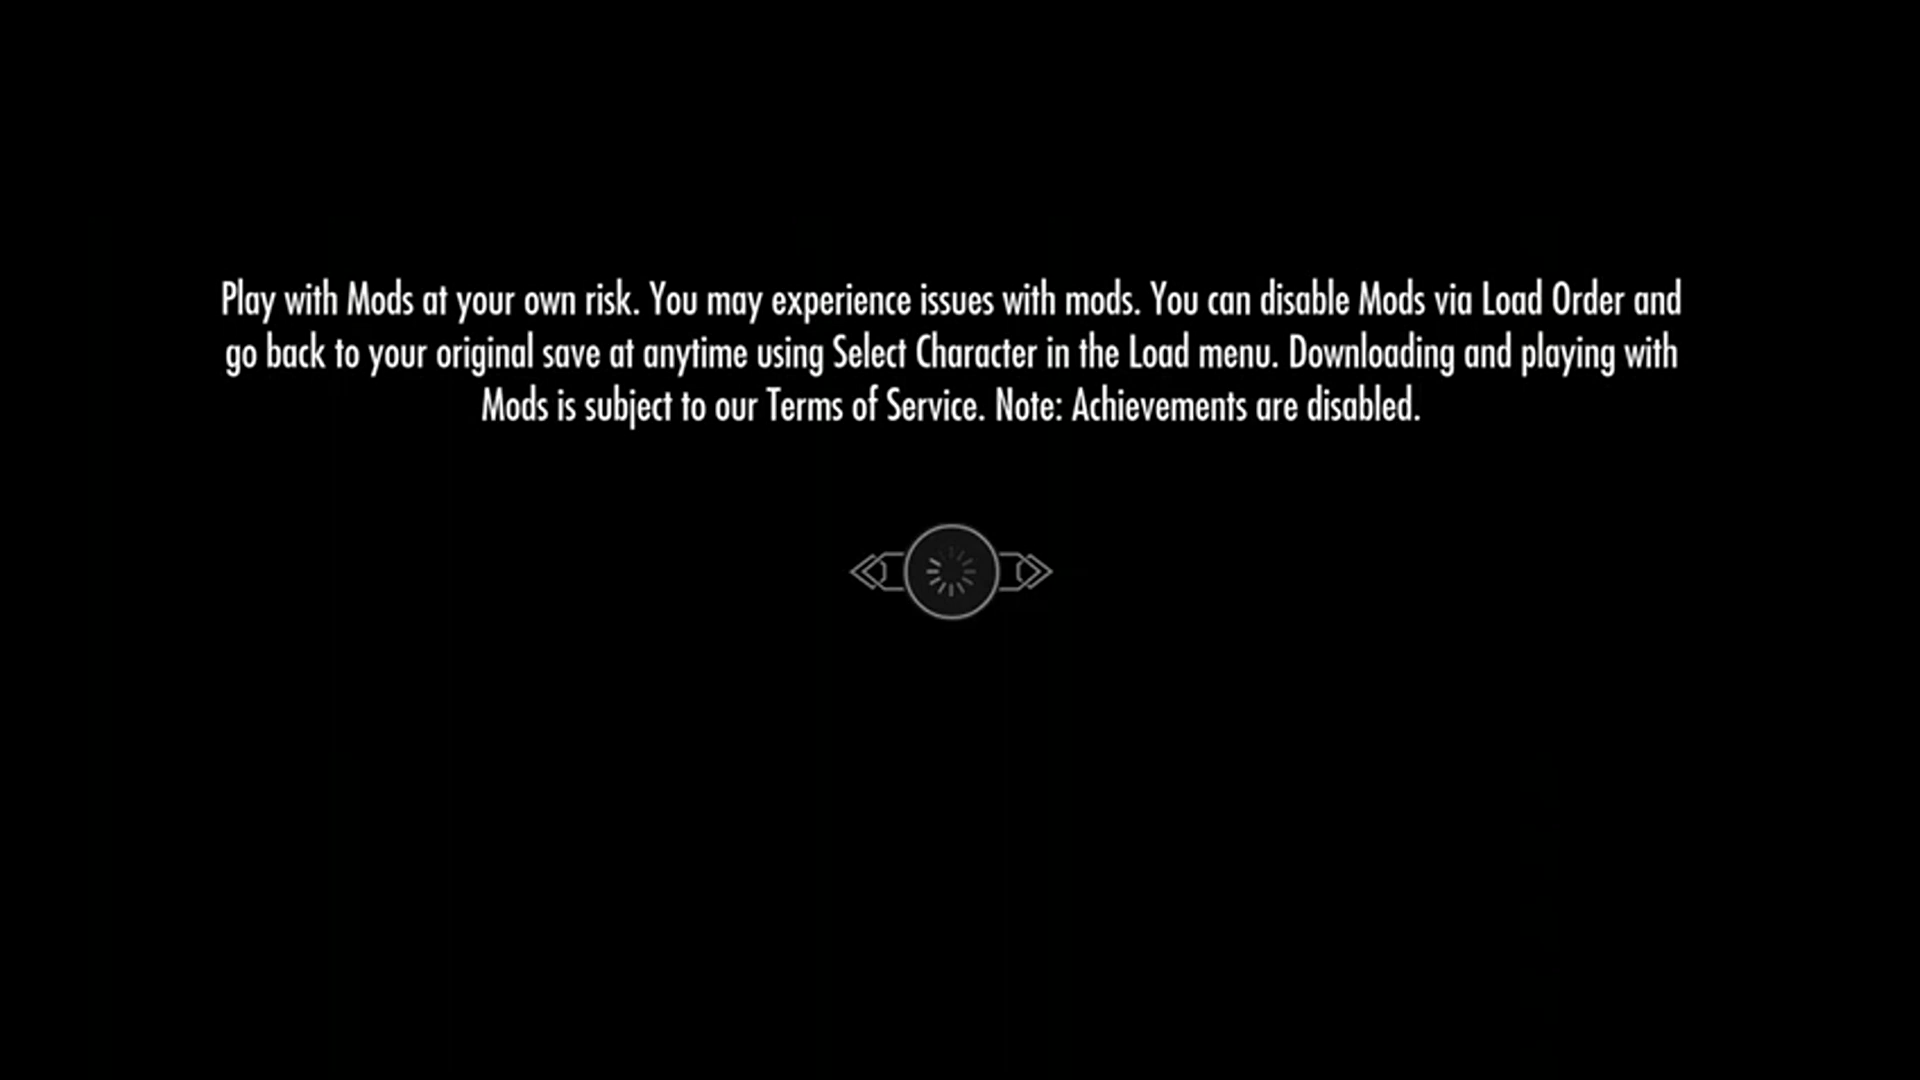 Play with Mods at your own risk. You may experience issues with mods. You can disable Mods via Load Order and
go back to your original save at anytime using Select Character in the Load menu. Downloading and playing with
Mods is subject to our Terms of Service. Note: Achievements are disabled.